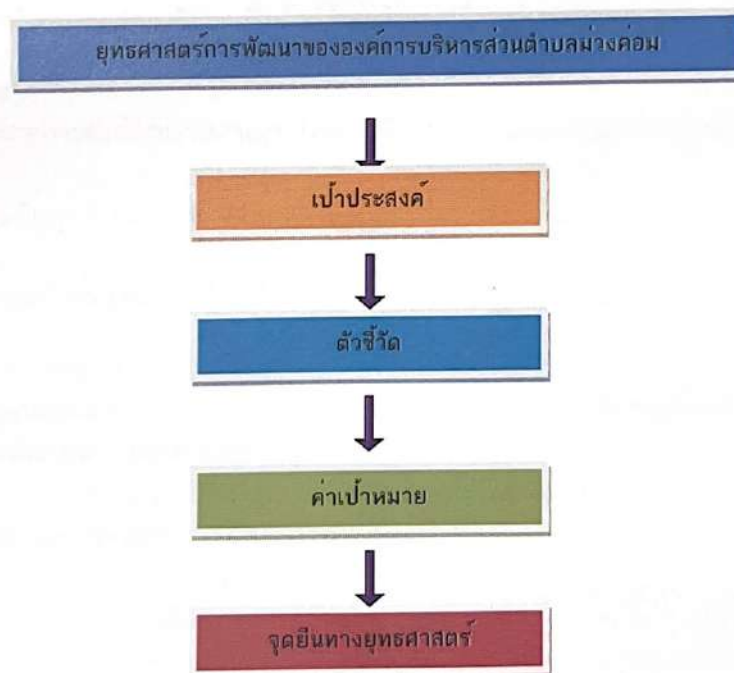 ยุทธศาสตร์การพัฒนาขององค์การบริหารส่วนตำบลม่วงค่อม
เป้าประสงค์
ตัวชี้วัด
ค่าเป้าหมาย
จุดยืนทางยุทธศาสตร์